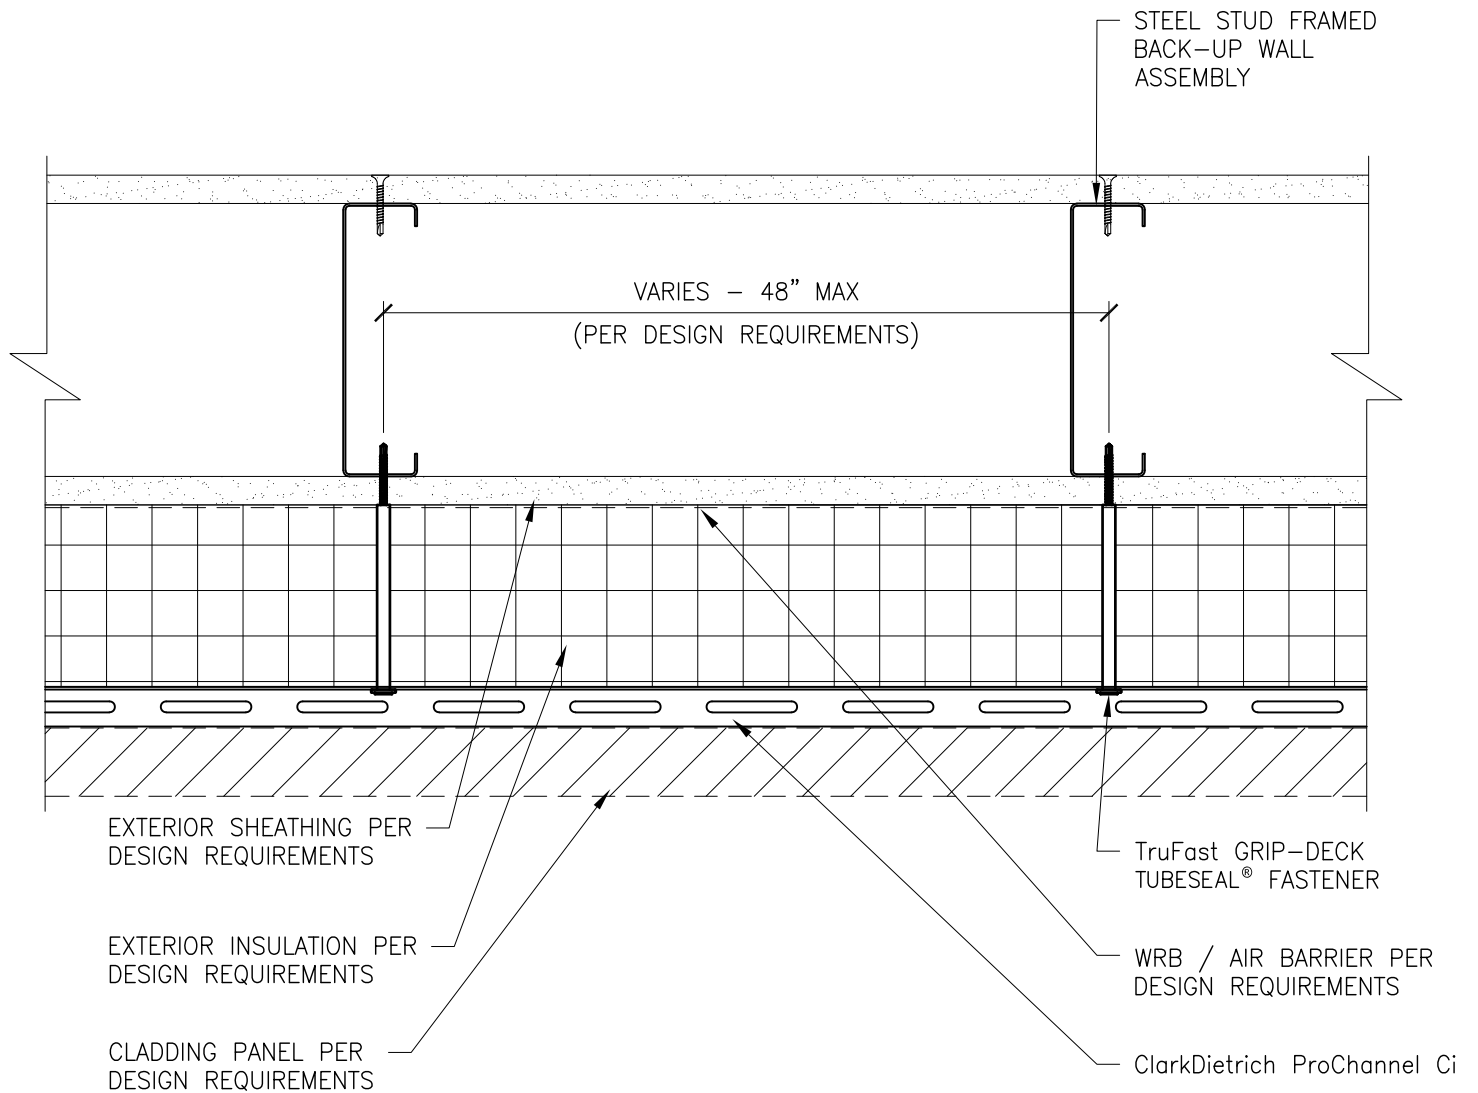 STEEL STUD FRAMED
BACK-UP WALL
ASSEMBLY
VARIES - 48” MAX
(PER DESIGN REQUIREMENTS)
EXTERIOR SHEATHING PER
DESIGN REQUIREMENTS
EXTERIOR INSULATION PER
DESIGN REQUIREMENTS
CLADDING PANEL PER
DESIGN REQUIREMENTS
TruFast GRIP-DECK
TUBESEAL® FASTENER
WRB / AIR BARRIER PER
DESIGN REQUIREMENTS
ClarkDietrich ProChannel Ci